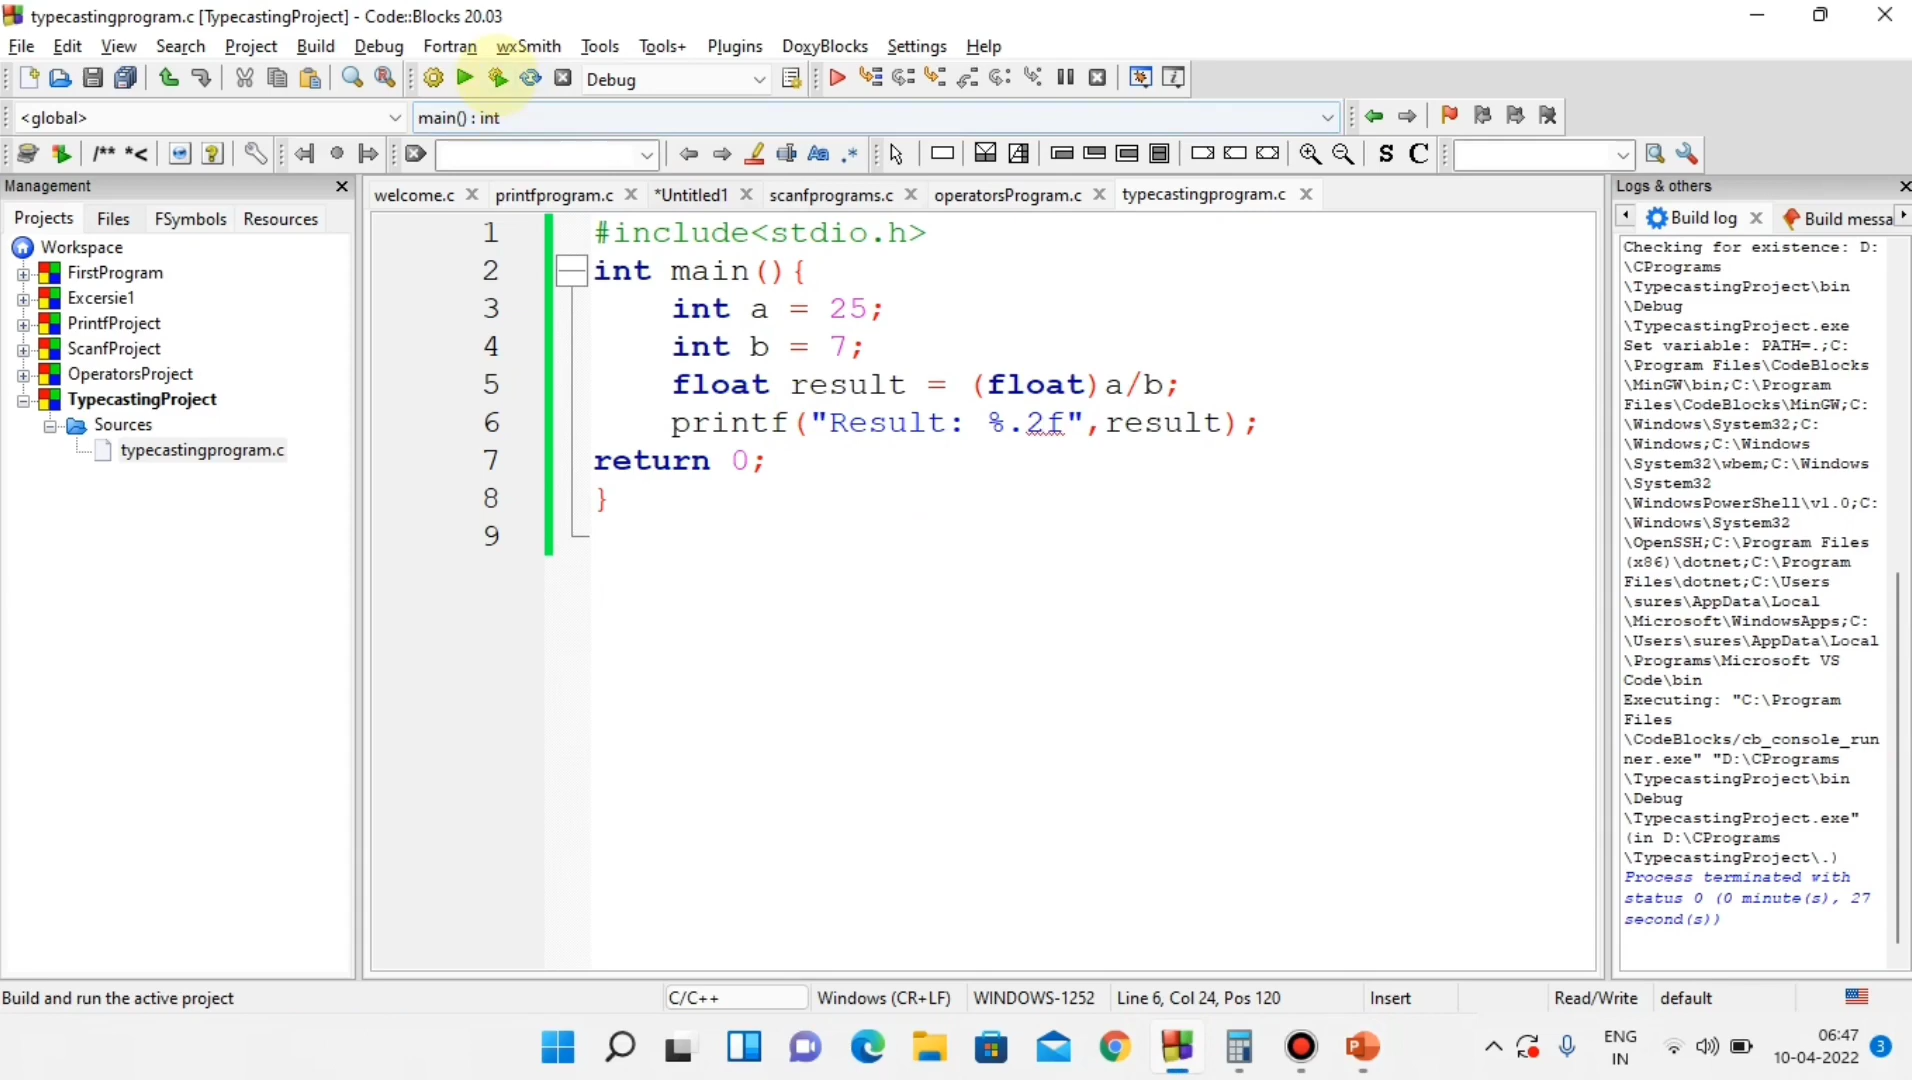 typecastingprogram.c [TypecastingProject] - Code::Blocks 20.03
File Edit View Search Project Build Debug Fortran wxSmith Tools Tools+ Plugins DoxyBlocks Settings Help
Debug
<global> main() : int
/** *< Aa .* S C
Management
Projects Files FSymbols Resources
Workspace
FirstProgram
Excersie1
PrintfProject
ScanfProject
OperatorsProject
TypecastingProject
Sources
typecastingprogram.c
welcome.c printfprogram.c *Untitled1 scanfprograms.c operatorsProgram.c typecastingprogram.c
1 #include<stdio.h>
2 int main(){
3 int a = 25;
4 int b = 7;
5 float result = (float)a/b;
6 printf("Result: %.2f",result);
7 return 0;
8 }
9
Logs & others
Build log Build messa
Checking for existence: D:
\CPrograms
\TypecastingProject\bin
\Debug
\TypecastingProject.exe
Set variable: PATH=.;C:
\Program Files\CodeBlocks
\MinGW\bin;C:\Program
Files\CodeBlocks\MinGW;C:
\Windows\System32;C:
\Windows;C:\Windows
\System32\wbem;C:\Windows
\System32
\WindowsPowerShell\v1.0;C:
\Windows\System32
\OpenSSH;C:\Program Files
(x86)\dotnet;C:\Program
Files\dotnet;C:\Users
\sures\AppData\Local
\Microsoft\WindowsApps;C:
\Users\sures\AppData\Local
\Programs\Microsoft VS
Code\bin
Executing: "C:\Program
Files
\CodeBlocks/cb_console_run
ner.exe" "D:\CPrograms
\TypecastingProject\bin
\Debug
\TypecastingProject.exe"
(in D:\CPrograms
\TypecastingProject\.)
Process terminated with
status 0 (0 minute(s), 27
second(s))
Build and run the active project C/C++ Windows (CR+LF) WINDOWS-1252 Line 6, Col 24, Pos 120 Insert Read/Write default
ENG
IN
06:47
10-04-2022
3